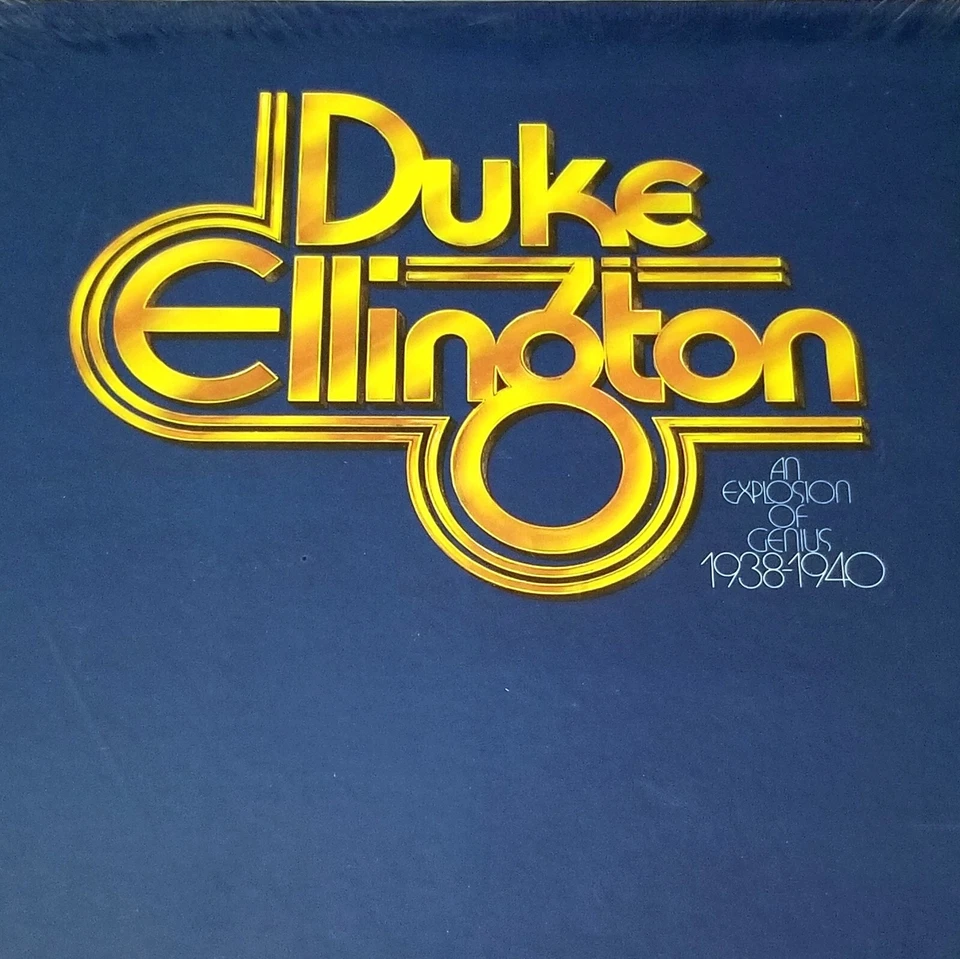 Duke
Ellington
AN
EXPLOSION
OF
GENIUS
1938-1940